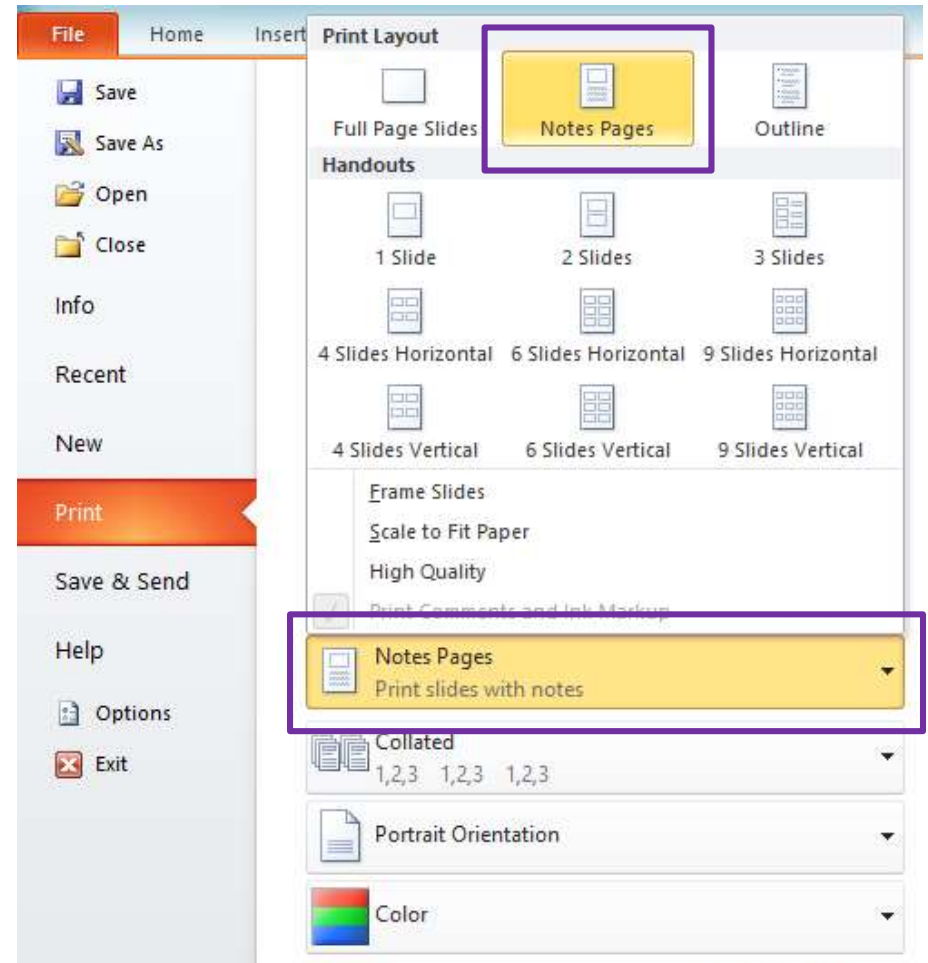 File Home Insert
Save
Save As
Open
Close
Info
Recent
New
Print
Save & Send
Help
Options
Exit
Print Layout
Full Page Slides Notes Pages Outline
Handouts
1 Slide 2 Slides 3 Slides
4 Slides Horizontal 6 Slides Horizontal 9 Slides Horizontal
4 Slides Vertical 6 Slides Vertical 9 Slides Vertical
Frame Slides
Scale to Fit Paper
High Quality
Print Comments and Ink Markup
Notes Pages
Print slides with notes
Collated
1,2,3 1,2,3 1,2,3
Portrait Orientation
Color